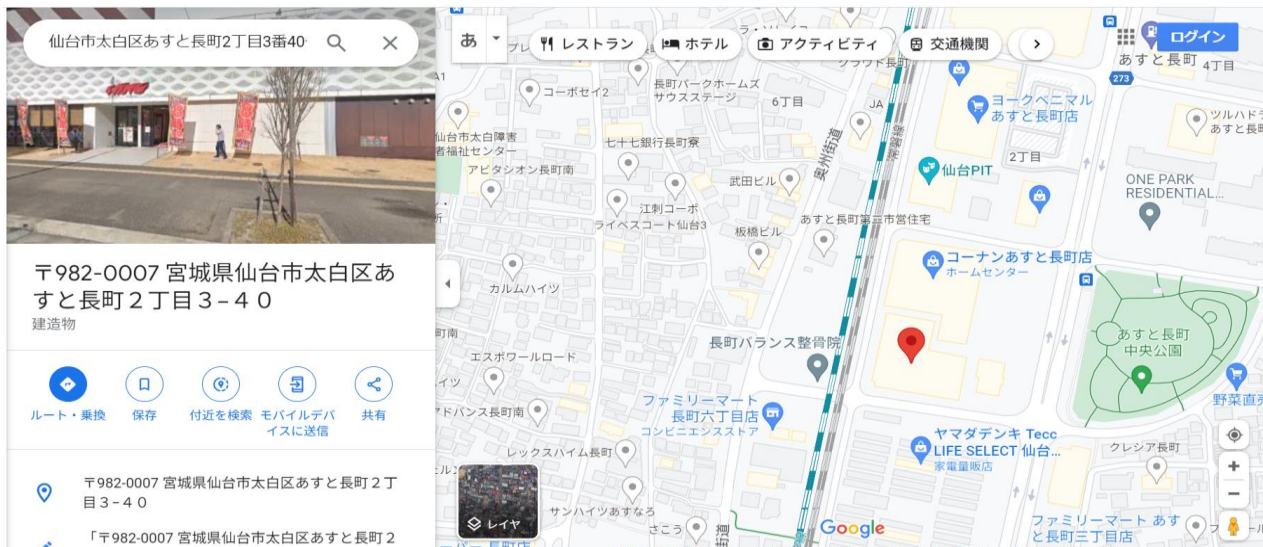 仙台市太白区あすと長町2丁目3番40
〒982-0007 宮城県仙台市太白区あ
すと長町２丁目３−４０
建造物
ルート・乗換
保存
付近を検索
モバイルデバ
イスに送信
共有
〒982-0007 宮城県仙台市太白区あすと長町２丁
目３−４０
「〒982-0007 宮城県仙台市太白区あすと長町２
あ
レストラン
ホテル
アクティビティ
交通機関
ログイン
あすと長町
4丁目
273
グラウド長町
コーポセイ2
長町パークホームズ
サウスステージ
6丁目
JA
常磐線
奥州街道
ヨークベニマル
あすと長町店
ツルハドラ
あすと長町
仙台市太白障害
者福祉センター
七十七銀行長町寮
2丁目
アビタシオン長町南
武田ビル
仙台PIT
ONE PARK
RESIDENTIAL...
江刺コーポ
ライベスコート仙台3
あすと長町第三市営住宅
板橋ビル
コーナンあすと長町店
ホームセンター
カルムハイツ
町南
長町バランス整骨院
あすと長町
中央公園
エスポワールロード
イツ
野菜直売
ファミリーマート
長町六丁目店
コンビニエンスストア
アドバンス長町南
ヤマダデンキ Tecc
LIFE SELECT 仙台...
家電量販店
クレシア長町
レックスハイム長町
レイヤ
サンハイツあすなろ
さこう
街道
Google
ファミリーマート あす
と長町三丁目店